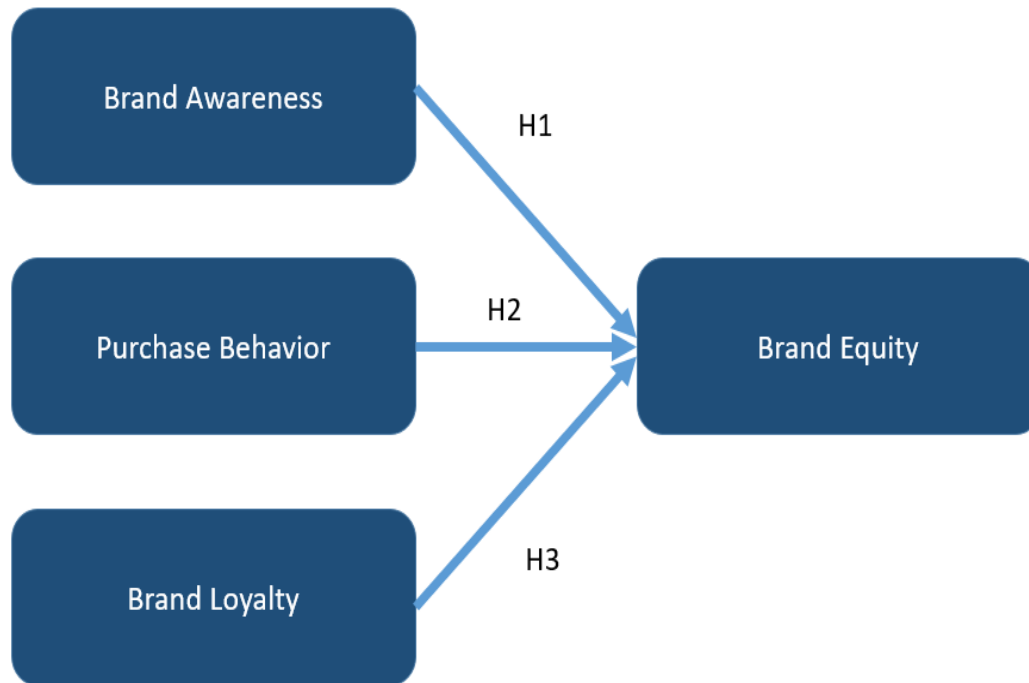 Brand Awareness
H1
H2
Purchase Behavior
Brand Equity
H3
Brand Loyalty